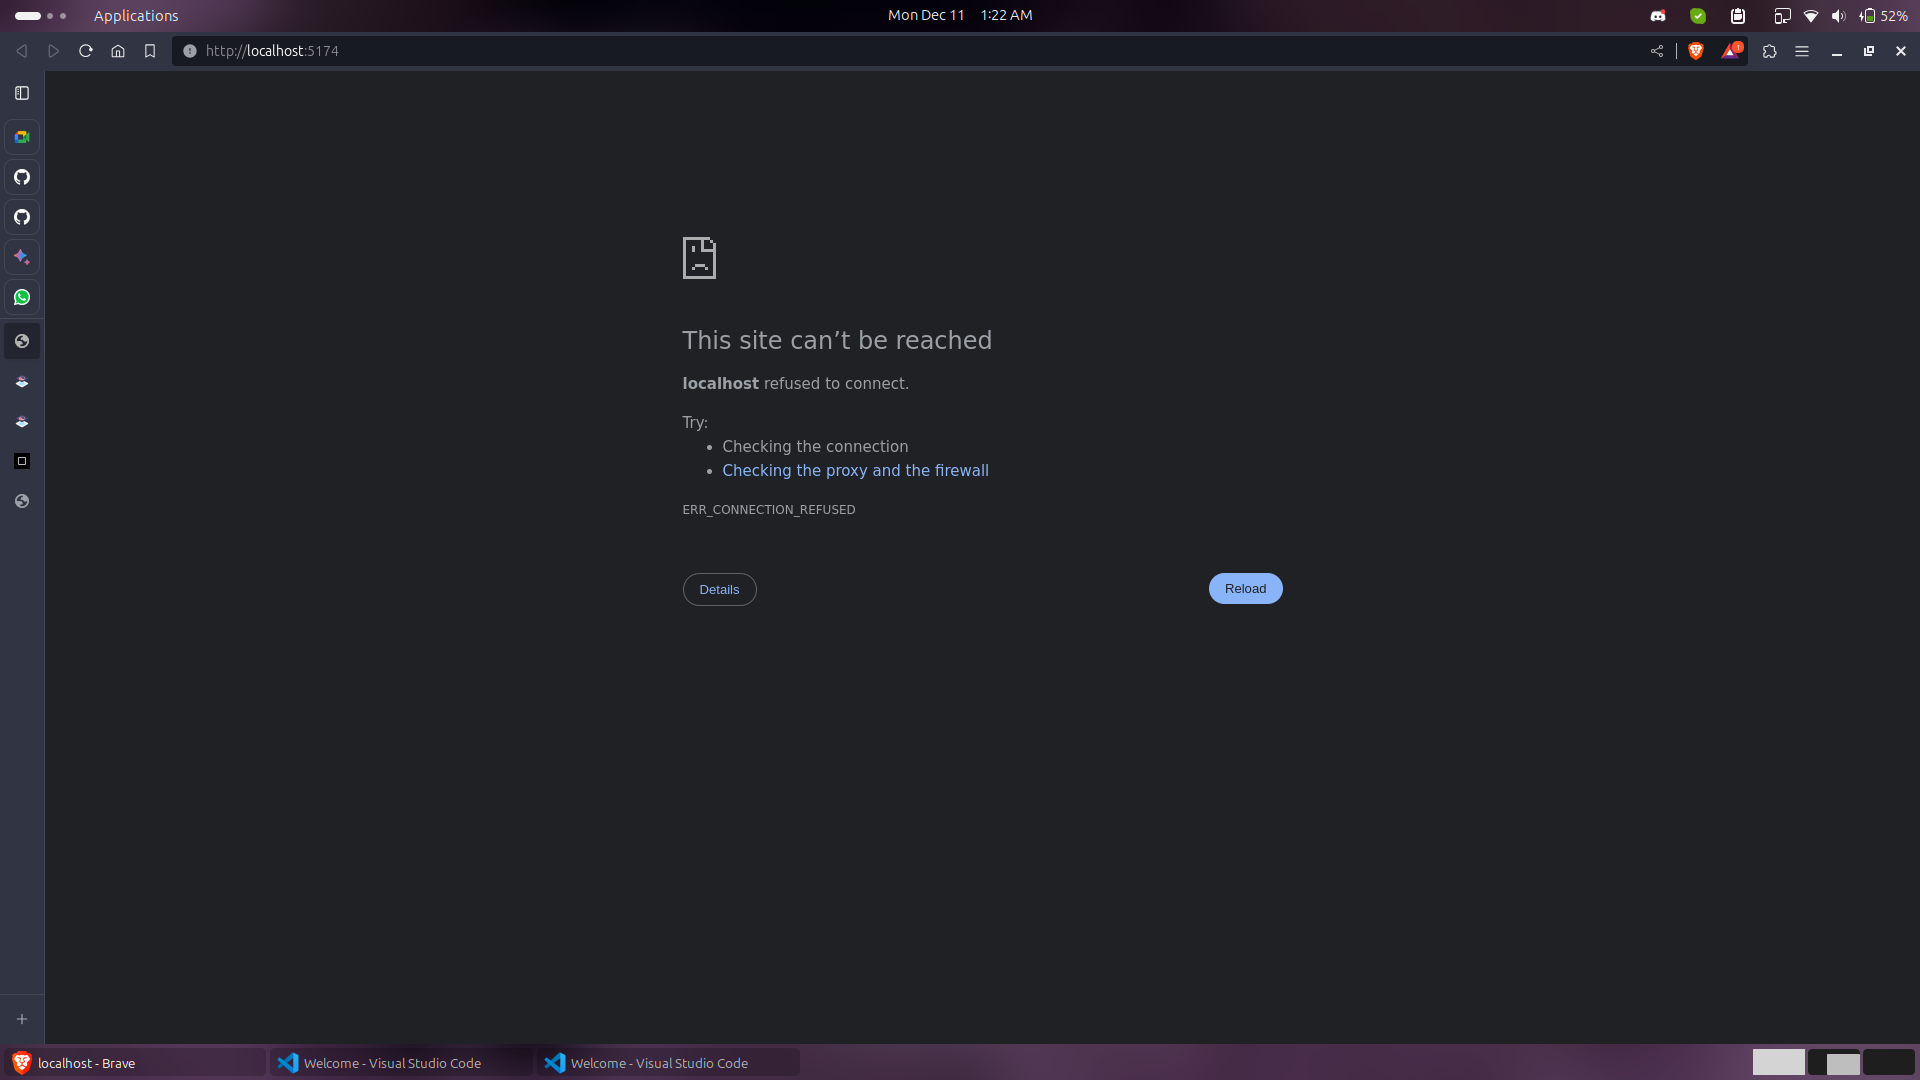 Applications
Mon Dec 11 1:22 AM
52%
http://localhost:5174
1
This site can’t be reached
localhost refused to connect.
Try:
• Checking the connection
• Checking the proxy and the firewall
ERR_CONNECTION_REFUSED
Details
Reload
localhost - Brave
Welcome - Visual Studio Code
Welcome - Visual Studio Code